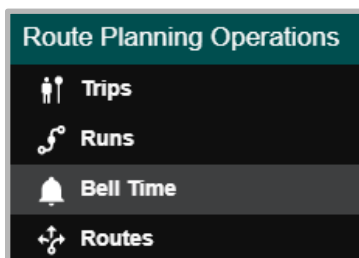 Route Planning Operations
Trips
Runs
Bell Time
Routes